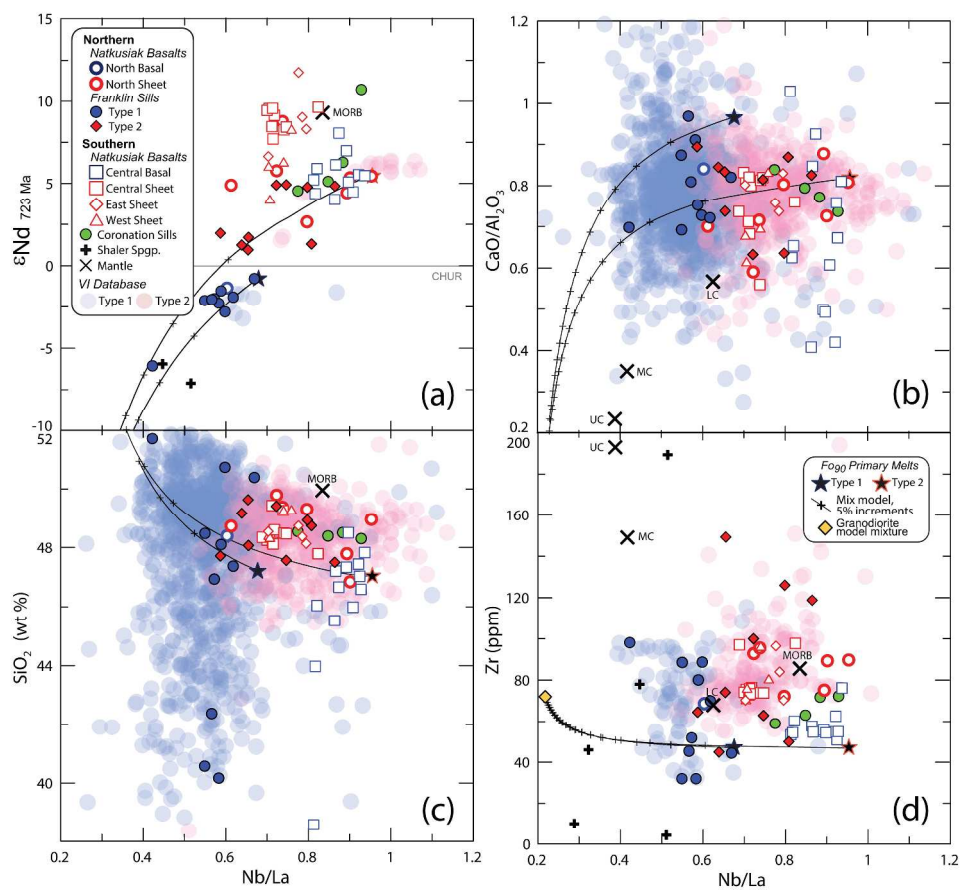 (a)
εNd 723 Ma
15
10
5
0
-5
-10
Northern
Natkusiak Basalts
North Basal
North Sheet
Franklin Sills
Type 1
Type 2
Southern
Natkusiak Basalts
Central Basal
Central Sheet
East Sheet
West Sheet
Coronation Sills
Shaler Spgp.
Mantle
VI Database
Type 1 Type 2
MORB
CHUR
(b)
CaO/Al2O3
1.2
1.0
0.8
0.6
0.4
0.2
LC
MC
UC
(c)
SiO2 (wt %)
52
48
44
40
MORB
0.2 0.4 0.6 0.8 1.0 1.2
Nb/La
(d)
Zr (ppm)
200
160
120
80
40
0
UC
MC
LC
MORB
Fo90 Primary Melts
Type 1 Type 2
Mix model,
5% increments
Granodiorite
model mixture
0.2 0.4 0.6 0.8 1.0 1.2
Nb/La